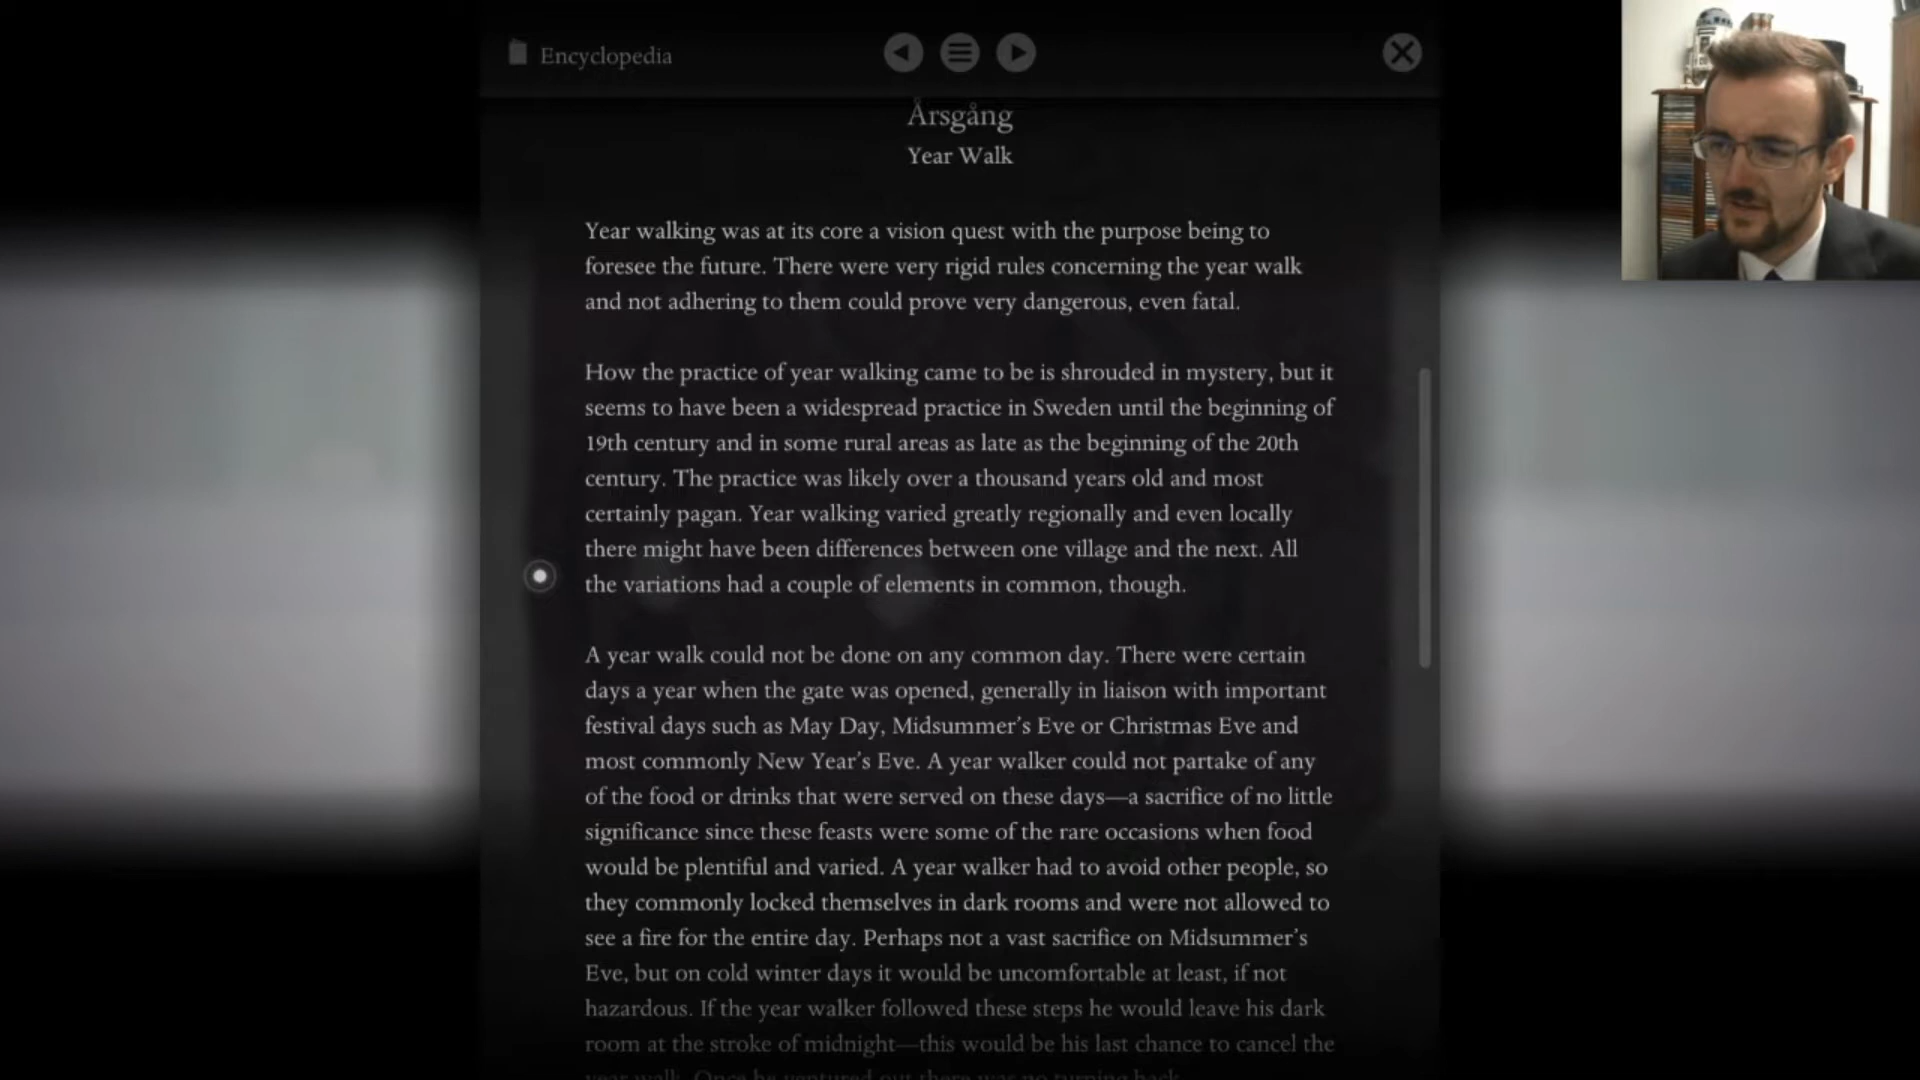 Encyclopedia
Årsgång
Year Walk
Year walking was at its core a vision quest with the purpose being to
foresee the future. There were very rigid rules concerning the year walk
and not adhering to them could prove very dangerous, even fatal.
How the practice of year walking came to be is shrouded in mystery, but it
seems to have been a widespread practice in Sweden until the beginning of
19th century and in some rural areas as late as the beginning of the 20th
century. The practice was likely over a thousand years old and most
certainly pagan. Year walking varied greatly regionally and even locally
there might have been differences between one village and the next. All
the variations had a couple of elements in common, though.
A year walk could not be done on any common day. There were certain
days a year when the gate was opened, generally in liaison with important
festival days such as May Day, Midsummer’s Eve or Christmas Eve and
most commonly New Year’s Eve. A year walker could not partake of any
of the food or drinks that were served on these days—a sacrifice of no little
significance since these feasts were some of the rare occasions when food
would be plentiful and varied. A year walker had to avoid other people, so
they commonly locked themselves in dark rooms and were not allowed to
see a fire for the entire day. Perhaps not a vast sacrifice on Midsummer’s
Eve, but on cold winter days it would be uncomfortable at least, if not
hazardous. If the year walker followed these steps he would leave his dark
room at the stroke of midnight—this would be his last chance to cancel the
year walk. Once he ventured out there was no turning back.